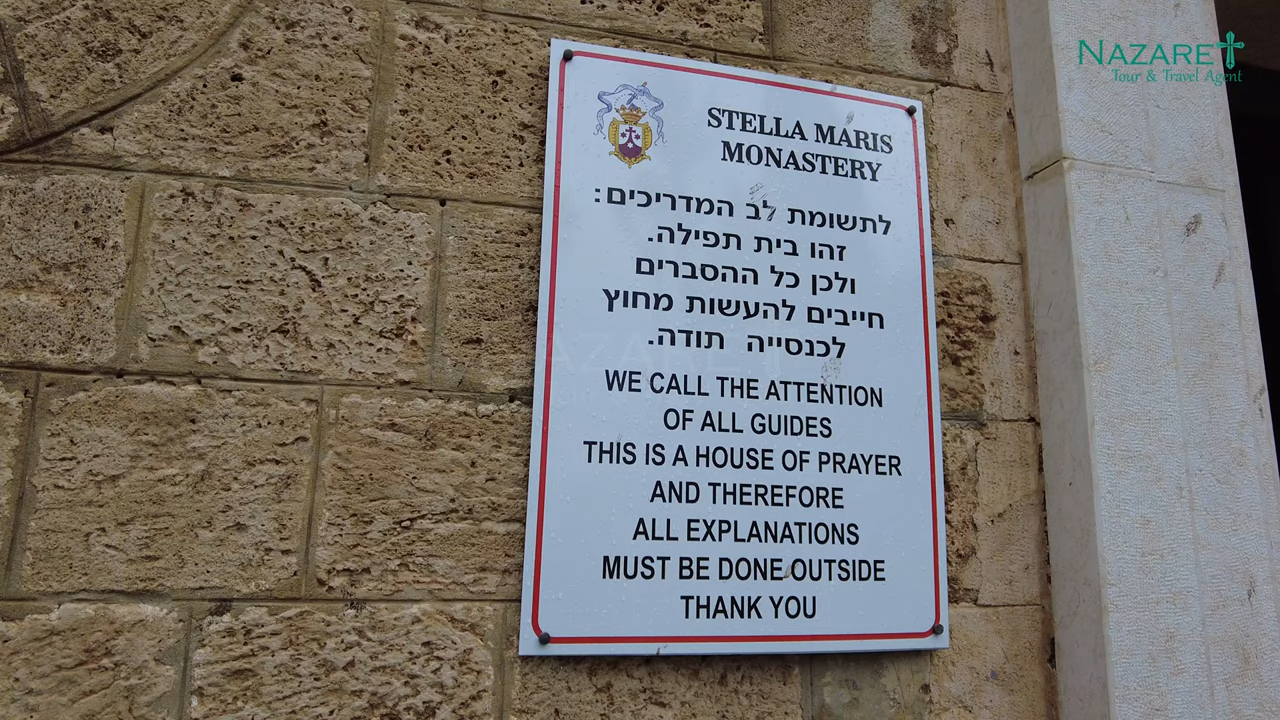 NAZARET
Tour & Travel Agent
STELLA MARIS
MONASTERY
לתשומת לב המדריכים:
זהו בית תפילה.
ולכן כל ההסברים
חייבים להעשות מחוץ
לכנסייה תודה.
WE CALL THE ATTENTION
OF ALL GUIDES
THIS IS A HOUSE OF PRAYER
AND THEREFORE
ALL EXPLANATIONS
MUST BE DONE OUTSIDE
THANK YOU